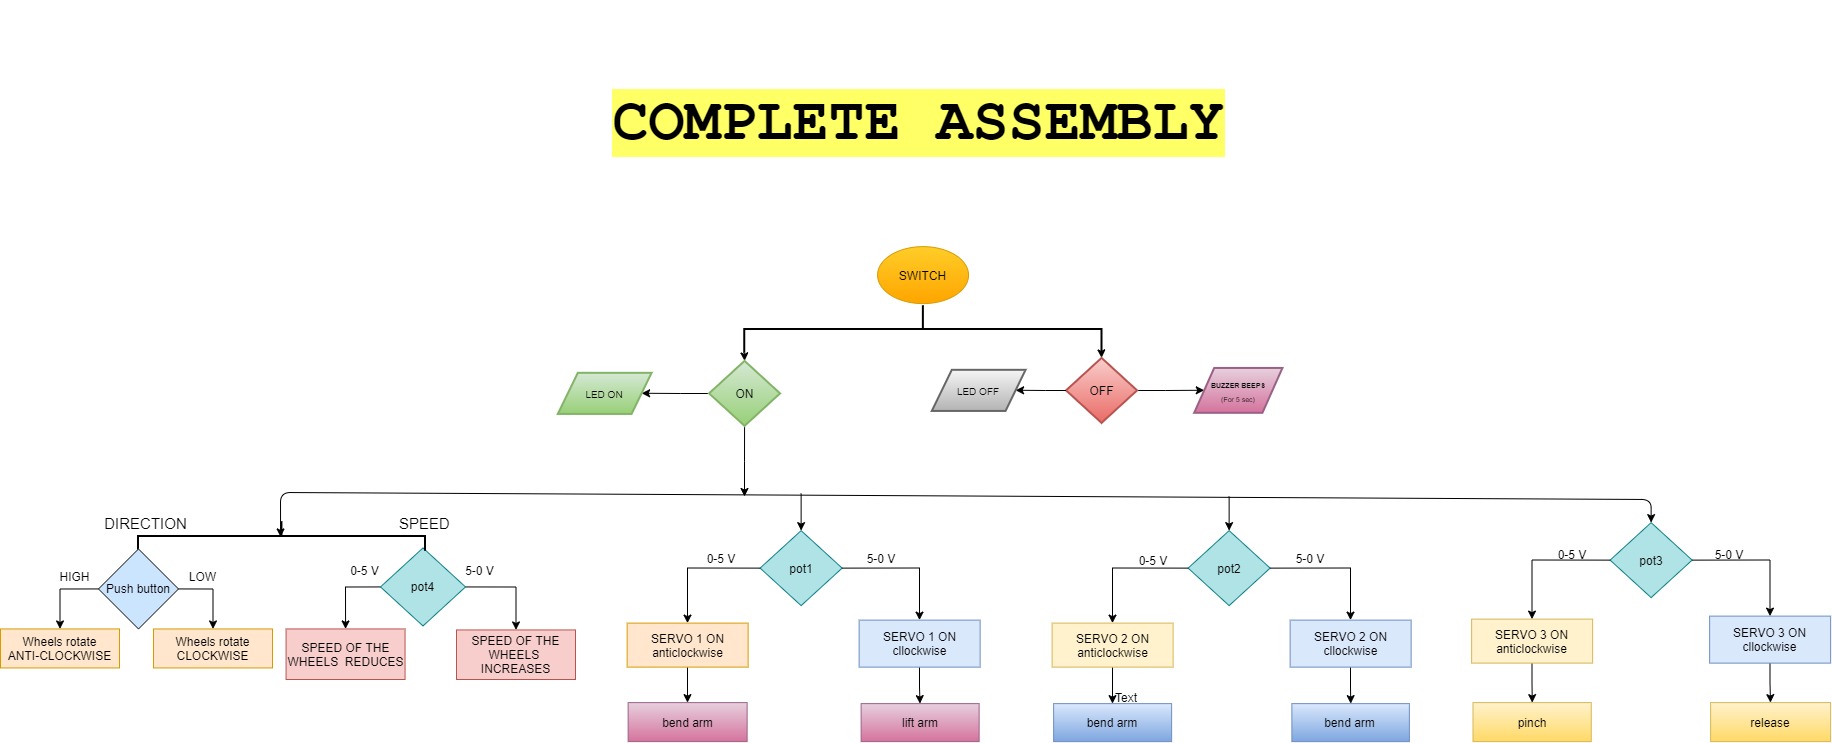 COMPLETE ASSEMBLY
SWITCH
LED ON
ON
LED OFF
OFF
BUZZER BEEPS
(For 5 sec)
DIRECTION
SPEED
HIGH
Push button
LOW
0-5 V
pot4
5-0 V
0-5 V
pot1
5-0 V
0-5 V
pot2
5-0 V
0-5 V
pot3
5-0 V
Wheels rotate
ANTI-CLOCKWISE
Wheels rotate
CLOCKWISE
SPEED OF THE
WHEELS REDUCES
SPEED OF THE
WHEELS
INCREASES
SERVO 1 ON
anticlockwise
SERVO 1 ON
cllockwise
SERVO 2 ON
anticlockwise
SERVO 2 ON
cllockwise
SERVO 3 ON
anticlockwise
SERVO 3 ON
cllockwise
Text
bend arm
lift arm
bend arm
bend arm
pinch
release